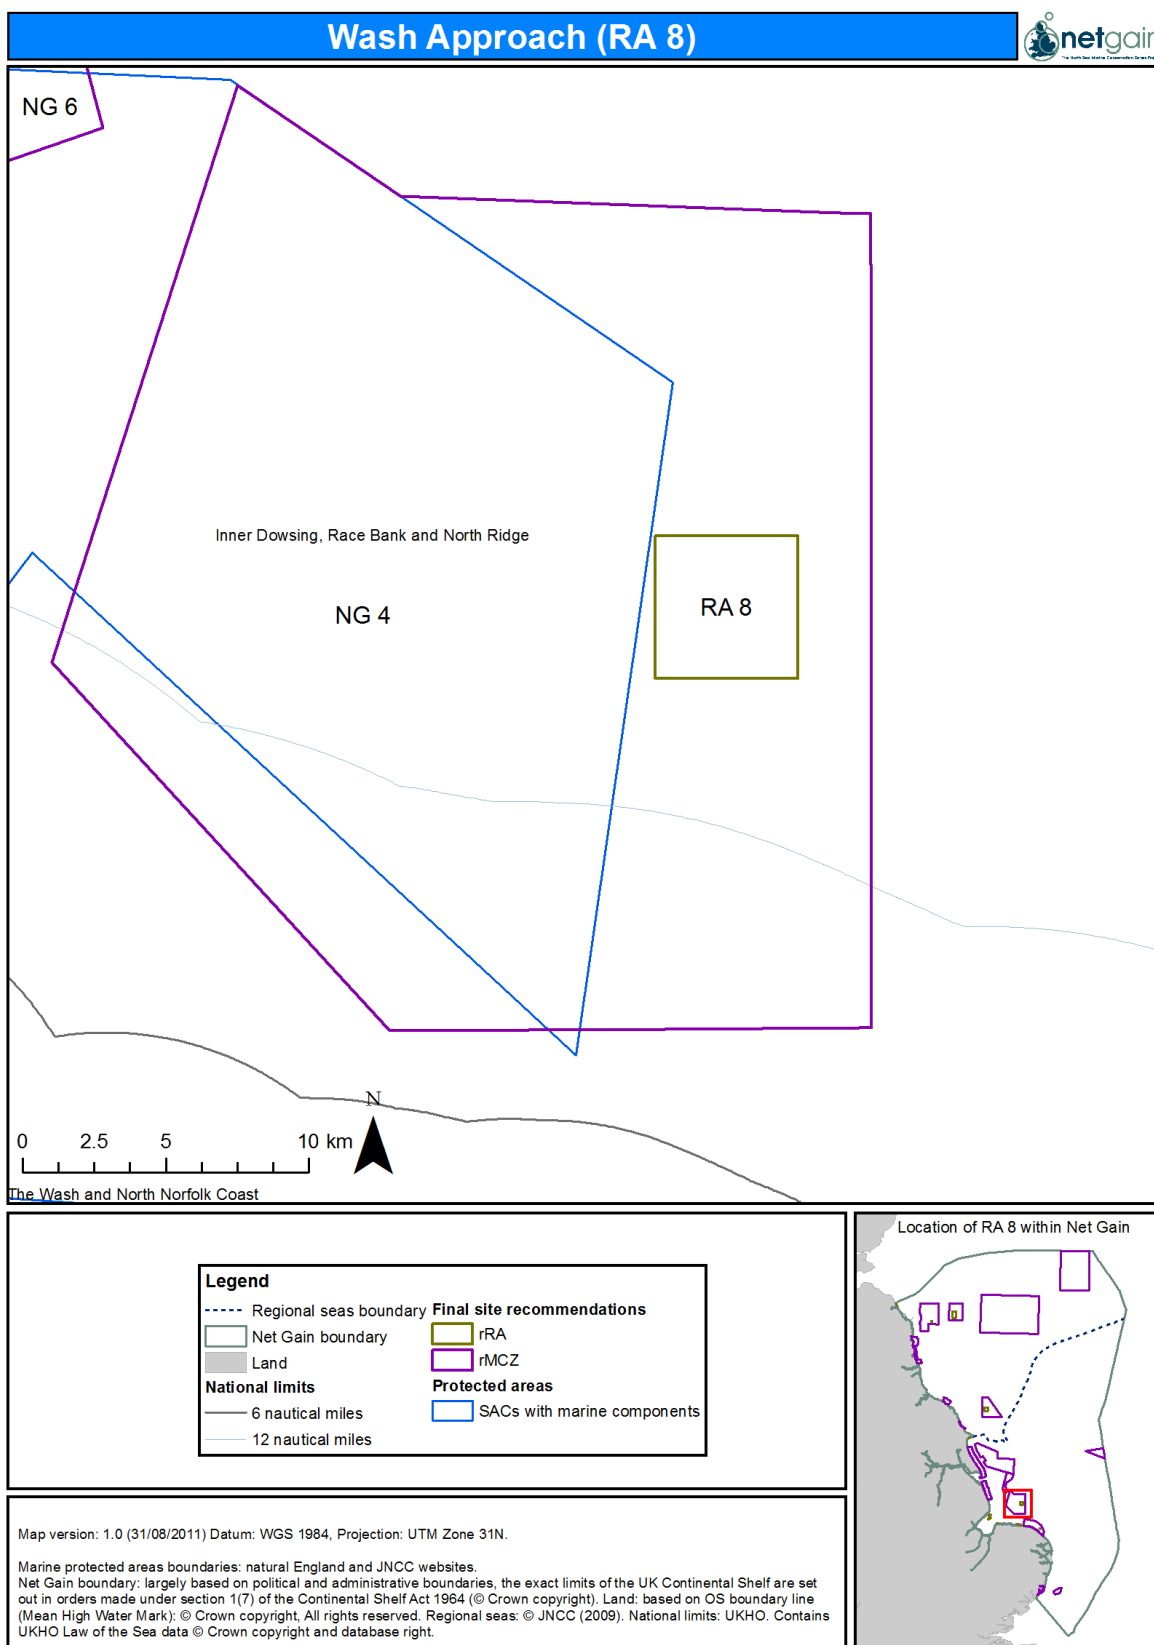 Wash Approach (RA 8)
netgain
NG 6
Inner Dowsing, Race Bank and North Ridge
NG 4
RA 8
N
0 2.5 5 10 km
The Wash and North Norfolk Coast
Legend
Regional seas boundary
Net Gain boundary
Land
National limits
6 nautical miles
12 nautical miles
Final site recommendations
rRA
rMCZ
Protected areas
SACs with marine components
Location of RA 8 within Net Gain
Map version: 1.0 (31/08/2011) Datum: WGS 1984, Projection: UTM Zone 31N.
Marine protected areas boundaries: natural England and JNCC websites.
Net Gain boundary: largely based on political and administrative boundaries, the exact limits of the UK Continental Shelf are set
out in orders made under section 1(7) of the Continental Shelf Act 1964 (© Crown copyright). Land: based on OS boundary line
(Mean High Water Mark): © Crown copyright, All rights reserved. Regional seas: © JNCC (2009). National limits: UKHO. Contains
UKHO Law of the Sea data © Crown copyright and database right.